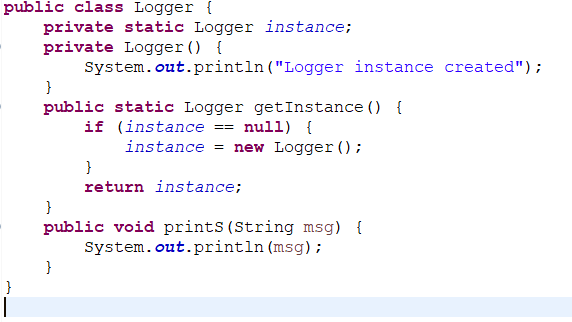 public class Logger {
    private static Logger instance;
    private Logger() {
        System.out.println("Logger instance created");
    }
    public static Logger getInstance() {
        if (instance == null) {
            instance = new Logger();
        }
        return instance;
    }
    public void printS(String msg) {
        System.out.println(msg);
    }
}